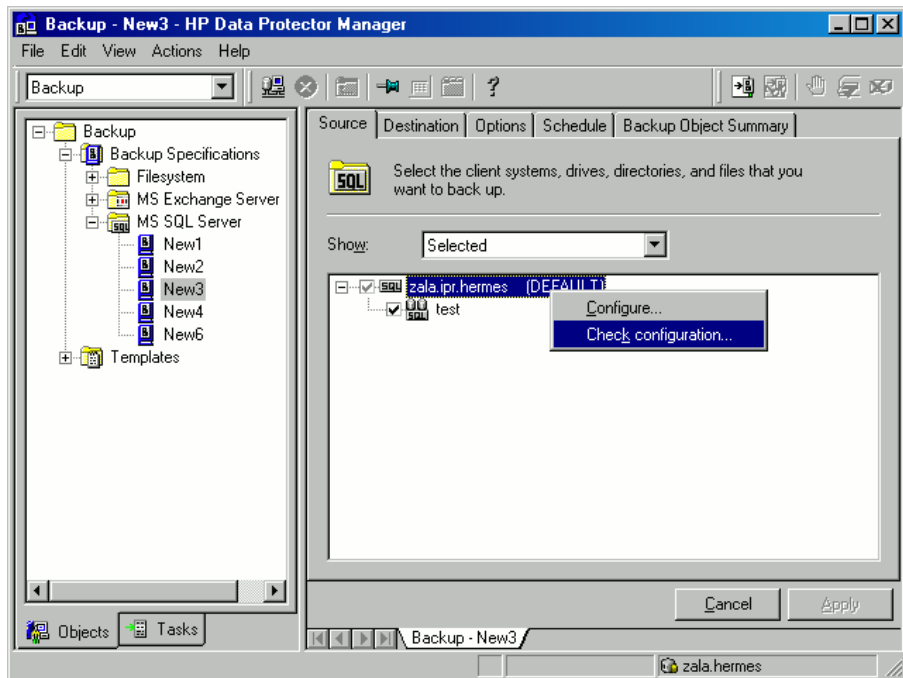 Backup - New3 - HP Data Protector Manager
File Edit View Actions Help
Backup
?
Backup
Backup Specifications
Filesystem
MS Exchange Server
MS SQL Server
New1
New2
New3
New4
New6
Templates
Objects
Tasks
Source Destination Options Schedule Backup Object Summary
SQL
Select the client systems, drives, directories, and files that you
want to back up.
Show: Selected
SQL zala.ipr.hermes (DEFAULT)
SQL test
Configure...
Check configuration...
Cancel Apply
Backup - New3
zala.hermes